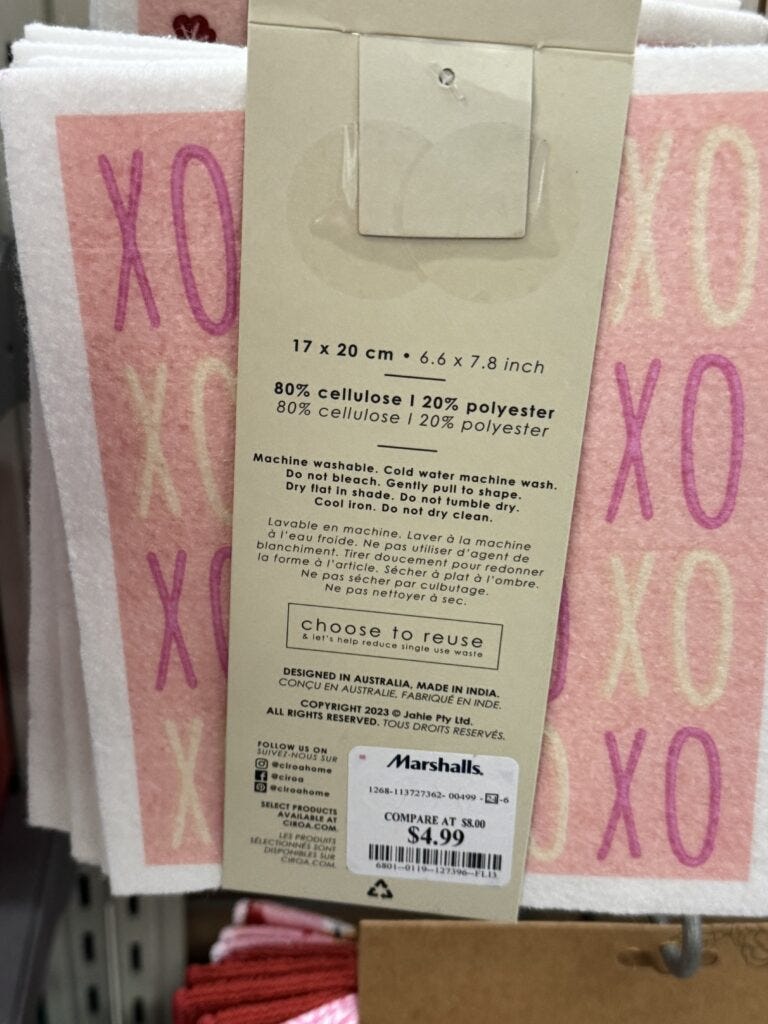 XO
XO
XO
XO
XO
XO
XO
XO
17 x 20 cm • 6.6 x 7.8 inch
80% cellulose I 20% polyester
80% cellulose I 20% polyester
Machine washable. Cold water machine wash.
Do not bleach. Gently pull to shape.
Dry flat in shade. Do not tumble dry.
Cool iron. Do not dry clean.
Lavable en machine. Laver à la machine
à l'eau froide. Ne pas utiliser d'agent de
blanchiment. Tirer doucement pour redonner
la forme à l'article. Sécher à plat à l'ombre.
Ne pas sécher par culbutage.
Ne pas nettoyer à sec.
choose to reuse
& let's help reduce single use waste
DESIGNED IN AUSTRALIA, MADE IN INDIA.
CONÇU EN AUSTRALIE, FABRIQUÉ EN INDE.
COPYRIGHT 2023 © Jahie Pty Ltd.
ALL RIGHTS RESERVED. TOUS DROITS RESERVÉS.
FOLLOW US ON
SUIVEZ-NOUS SUR
@ciroahome
@ciroa
@ciroahome
SELECT PRODUCTS
AVAILABLE AT
CIROA.COM.
LES PRODUITS
SÉLECTIONNÉS SONT
DISPONIBLES SUR
CIROA.COM.
Marshalls.
1268-113727362- 00499 - -6
COMPARE AT $8.00
$4.99
6801--0119--127396--FL13